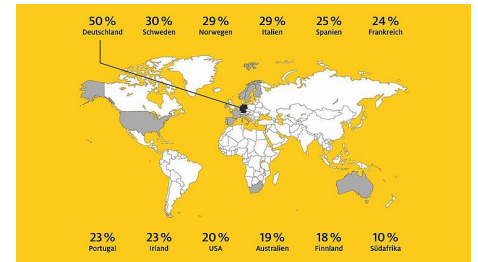 50 % 30 % 29 % 29 % 25 % 24 %
Deutschland Schweden Norwegen Italien Spanien Frankreich
23 % 23 % 20 % 19 % 18 % 10 %
Portugal Irland USA Australien Finnland Südafrika